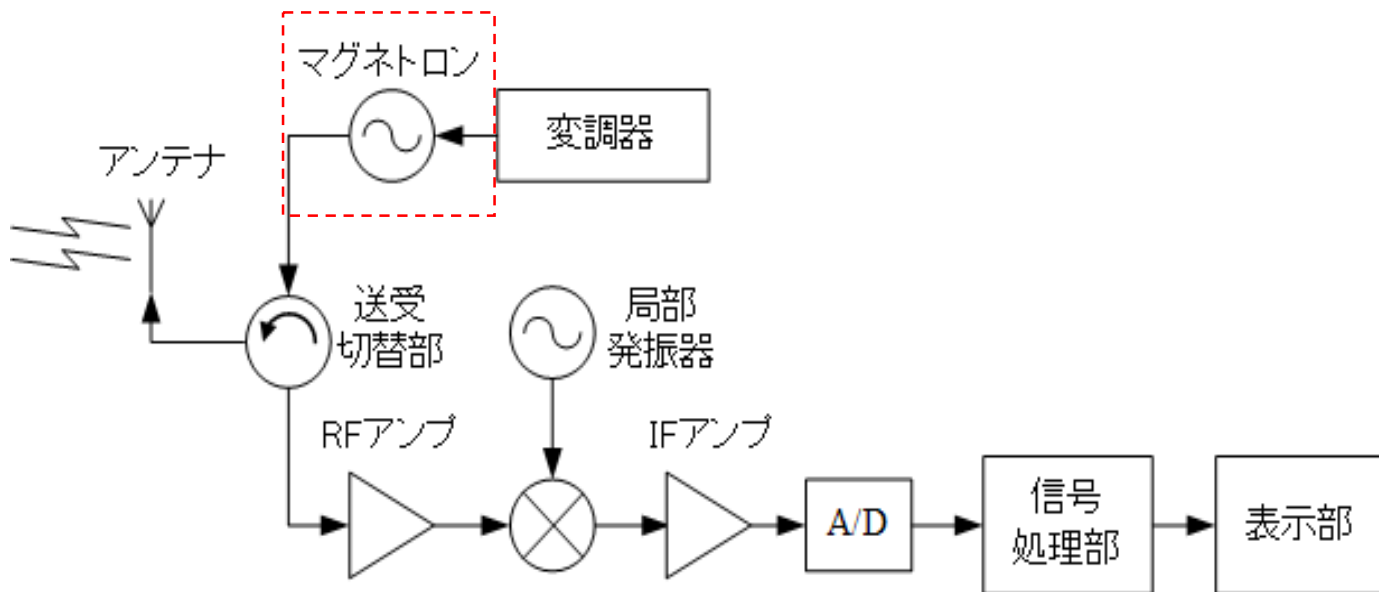 マグネトロン
変調器
アンテナ
送受
切替部
局部
発振器
RFアンプ
IFアンプ
A/D
信号
処理部
表示部